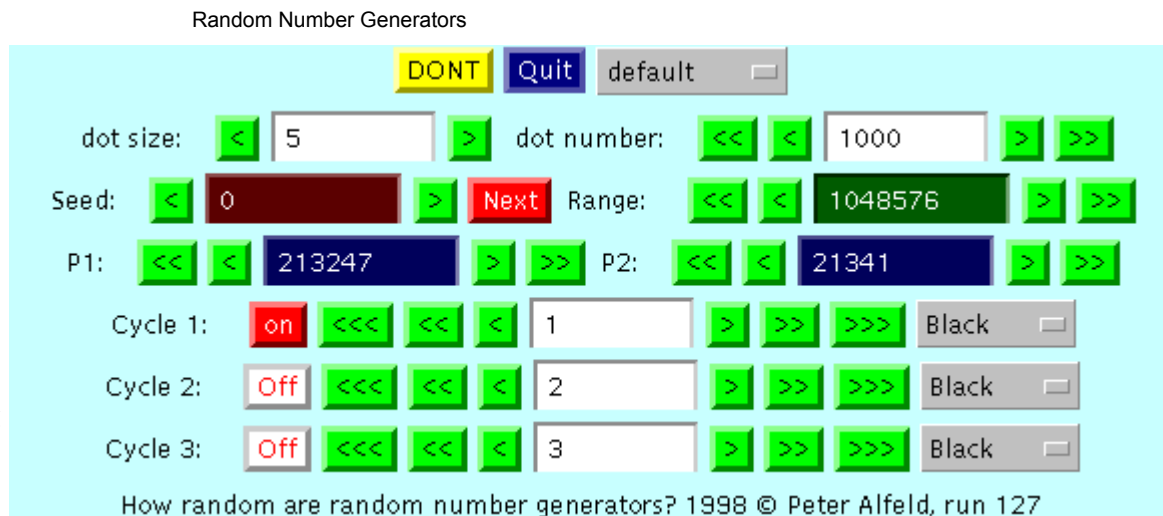 Random Number Generators
DONT Quit default
dot size: < 5 > dot number: << < 1000 > >>
Seed: < 0 > Next Range: << < 1048576 > >>
P1: << < 213247 > >> P2: << < 21341 > >>
Cycle 1: on <<< << < 1 > >> >>> Black
Cycle 2: Off <<< << < 2 > >> >>> Black
Cycle 3: Off <<< << < 3 > >> >>> Black
How random are random number generators? 1998 © Peter Alfeld, run 127